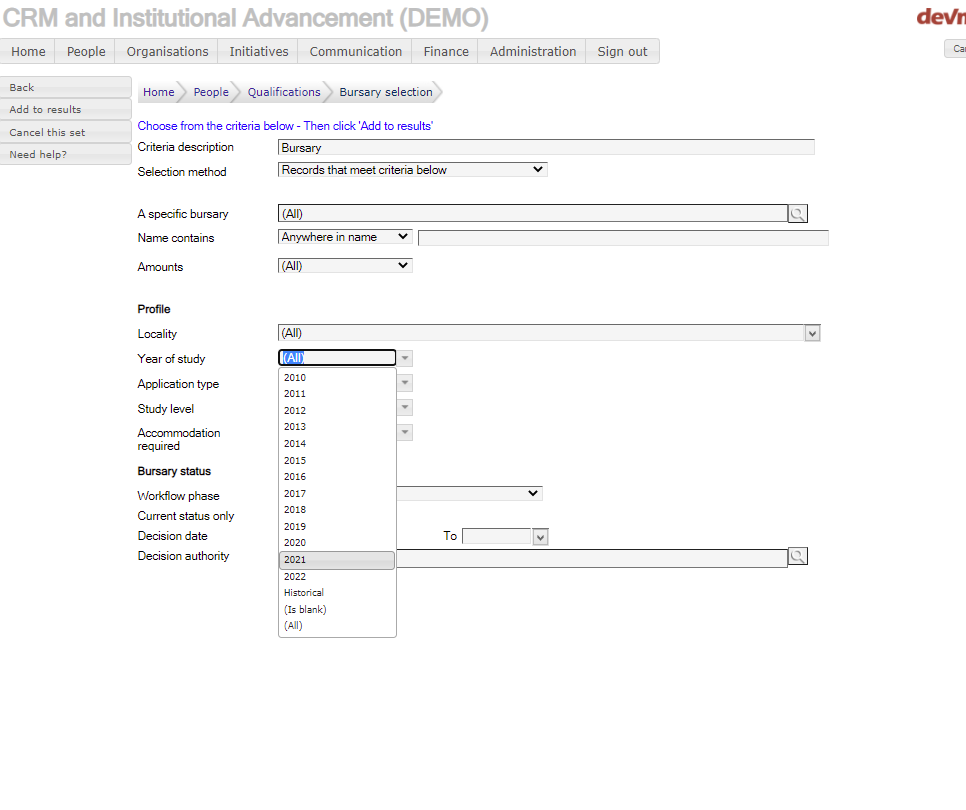 CRM and Institutional Advancement (DEMO)
Home People Organisations Initiatives Communication Finance Administration Sign out
Back
Add to results
Cancel this set
Need help?
Home People Qualifications Bursary selection
Choose from the criteria below - Then click 'Add to results'
Criteria description Bursary
Selection method Records that meet criteria below
A specific bursary (All)
Name contains Anywhere in name
Amounts (All)
Profile
Locality (All)
Year of study (All)
Application type
Study level
Accommodation
required
Bursary status
Workflow phase
Current status only
Decision date To
Decision authority
2010
2011
2012
2013
2014
2015
2016
2017
2018
2019
2020
2021
2022
Historical
(Is blank)
(All)